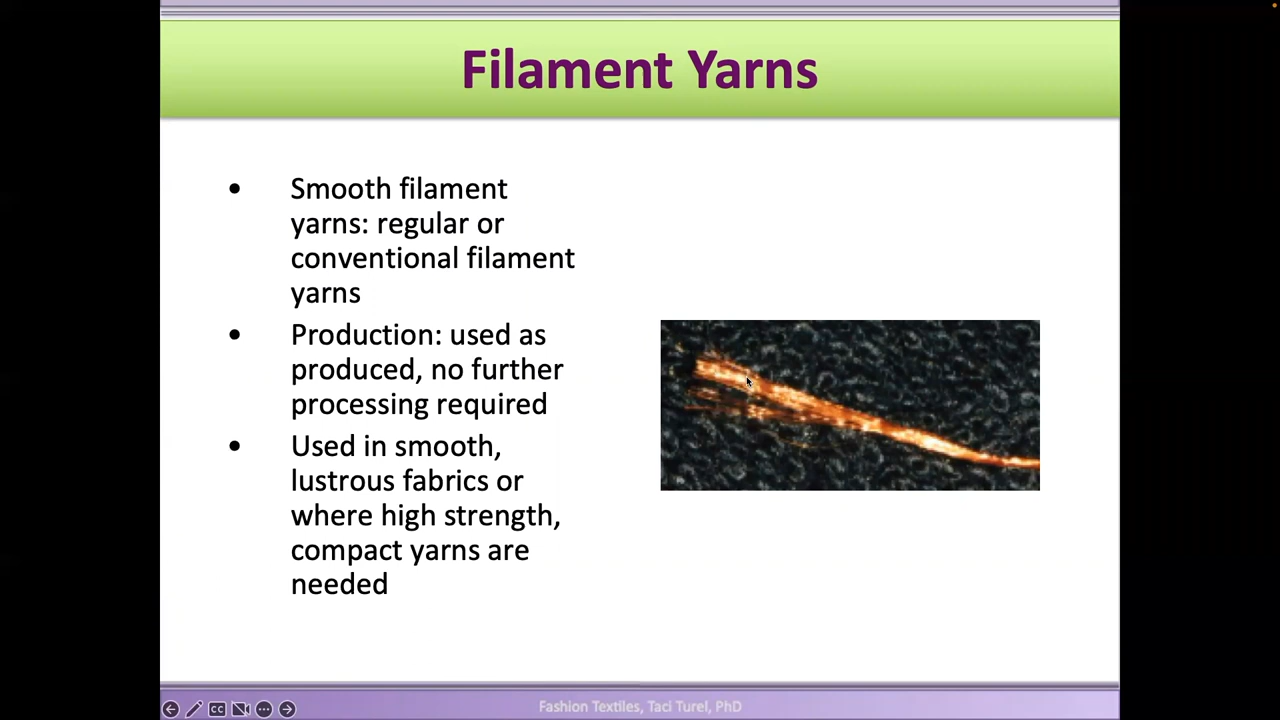 Filament Yarns
• Smooth filament
yarns: regular or
conventional filament
yarns
• Production: used as
produced, no further
processing required
• Used in smooth,
lustrous fabrics or
where high strength,
compact yarns are
needed
CC
Fashion Textiles, Taci Turel, PhD